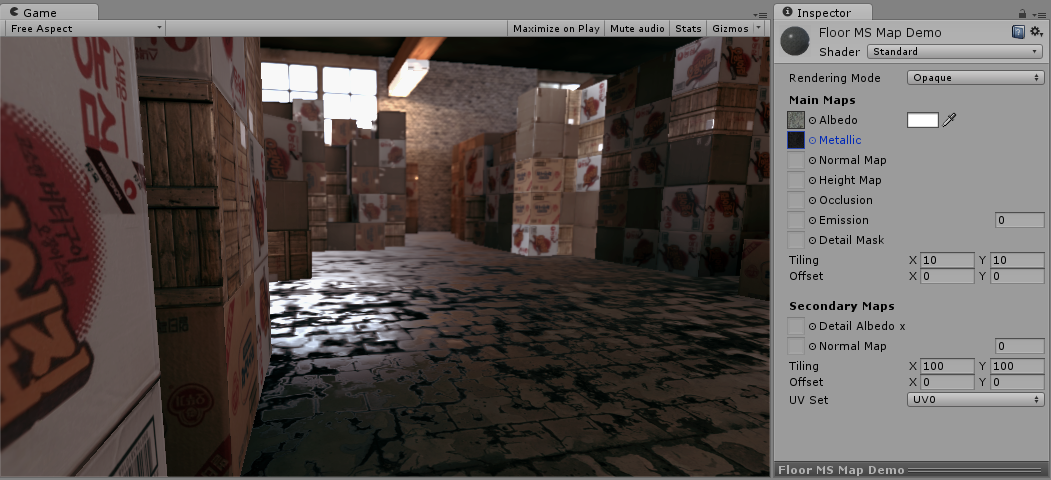 Game
Free Aspect
Maximize on Play Mute audio Stats Gizmos
농심
Inspector
Floor MS Map Demo
Shader Standard
Rendering Mode Opaque
Main Maps
Albedo
Metallic
Normal Map
Height Map
Occlusion
Emission 0
Detail Mask
Tiling X 10 Y 10
Offset X 0 Y 0
Secondary Maps
Detail Albedo x
Normal Map 0
Tiling X 100 Y 100
Offset X 0 Y 0
UV Set UV0
Floor MS Map Demo